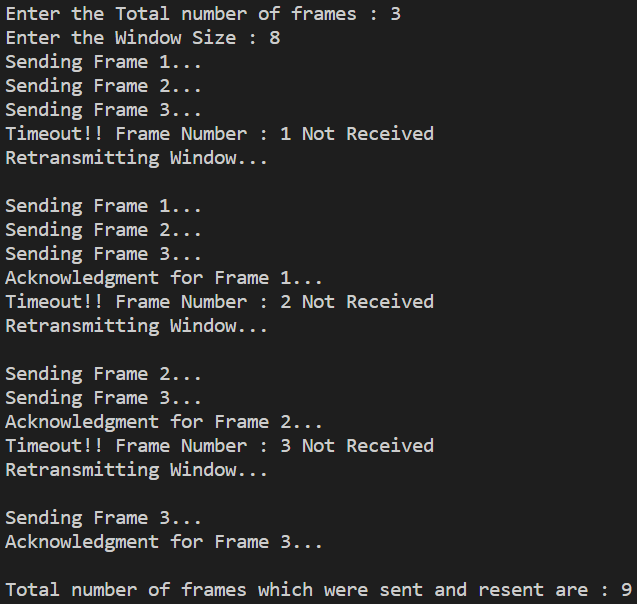 Enter the Total number of frames : 3
Enter the Window Size : 8
Sending Frame 1...
Sending Frame 2...
Sending Frame 3...
Timeout!! Frame Number : 1 Not Received
Retransmitting Window...

Sending Frame 1...
Sending Frame 2...
Sending Frame 3...
Acknowledgment for Frame 1...
Timeout!! Frame Number : 2 Not Received
Retransmitting Window...

Sending Frame 2...
Sending Frame 3...
Acknowledgment for Frame 2...
Timeout!! Frame Number : 3 Not Received
Retransmitting Window...

Sending Frame 3...
Acknowledgment for Frame 3...

Total number of frames which were sent and resent are : 9